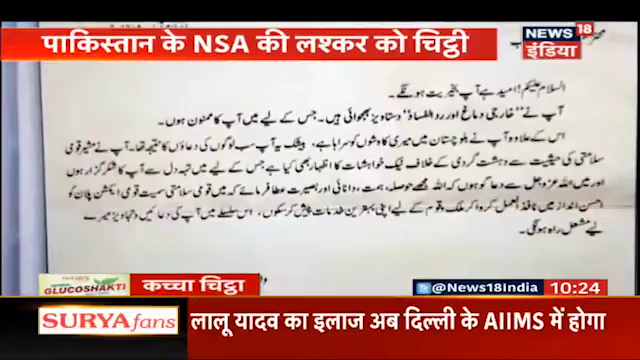 पाकिस्तान के NSA की लश्कर को चिट्ठी
NEWS 18
इंडिया
السلام علیکم! امید ہے آپ بخیریت ہونگے۔
آپ نے ”خارجی دماغ اور ردالفساد“ دستاویز بھجوائی ہیں۔ جس کے لیے میں آپ کا ممنون ہوں۔
اس کے علاوہ آپ نے بلوچستان میں میری کاوشوں کو سراہا ہے، بیشک یہ آپ سب لوگوں کی دعاؤں کا نتیجہ تھا۔ آپ نے مشیر قومی
سلامتی کی حیثیت سے دہشت گردی کے خلاف نیک خواہشات کا اظہار بھی کیا ہے جس کے لیے میں تہہ دل سے آپ کا شکر گزار ہوں
اور میں اللہ عزوجل سے دعا گو ہوں کہ اللہ مجھے حوصلہ، ہمت، دانائی اور بصیرت عطا فرمائے کہ میں قومی سلامتی سمیت قومی ایکشن پلان کو
احسن انداز میں نافذ العمل کروا کر ملک و قوم کے لیے اپنی بہترین خدمات پیش کر سکوں، اس سلسلے میں آپ کی دعائیں و تجاویز میرے
لیے مشعل راہ ہونگی۔
GLUCOSHAKTI
कच्चा चिट्ठा
@News18India
10:24
SURYA fans
लालू यादव का इलाज अब दिल्ली के AIIMS में होगा